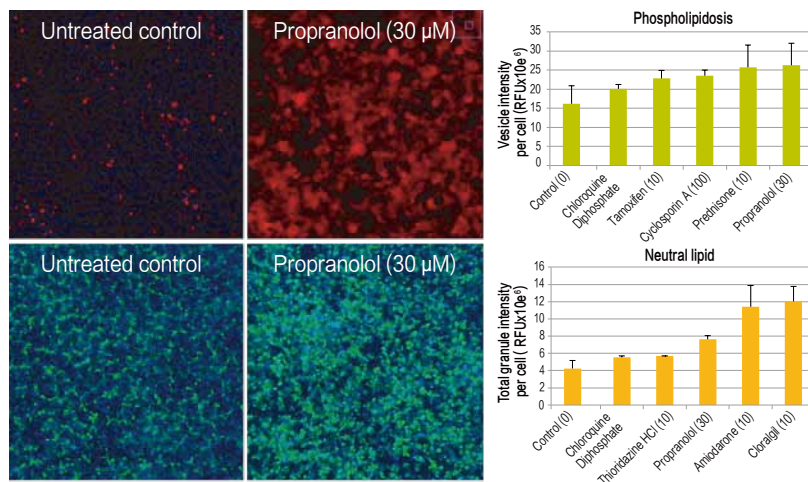 Untreated control
Propranolol (30 µM)
Untreated control
Propranolol (30 µM)
Phospholipidosis
Vesicle intensity
per cell (RFUx10e⁶)
35
30
25
20
15
10
5
0
Control (0)
Chloroquine
Diphosphate
Tamoxifen (10)
Cyclosporin A (100)
Prednisone (10)
Propranolol (30)
Neutral lipid
Total granule intensity
per cell ( RFUx10e⁶)
16
14
12
10
8
6
4
2
0
Control (0)
Chloroquine
Diphosphate
Thioridazine HCl (10)
Propranolol (30)
Amiodarone (10)
Cloralgil (10)